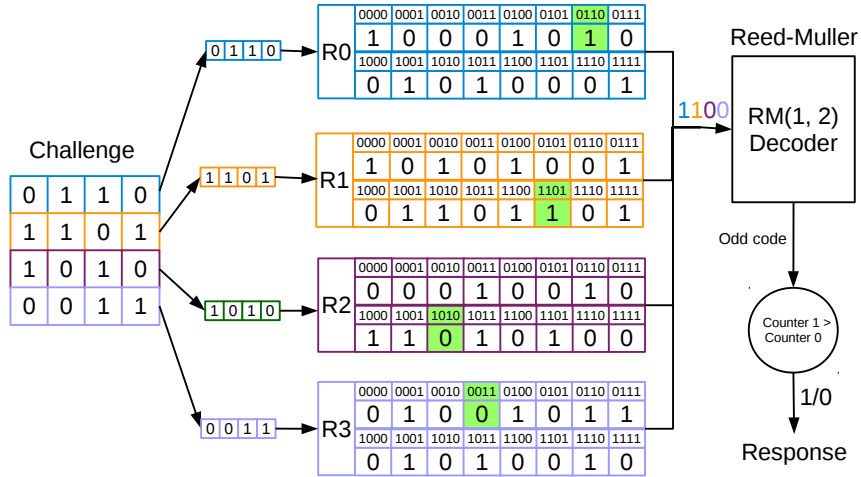 Challenge
0 1 1 0
1 1 0 1
1 0 1 0
0 0 1 1
0 1 1 0
1 1 0 1
1 0 1 0
0 0 1 1
R0
0000 0001 0010 0011 0100 0101 0110 0111
1 0 0 0 1 0 1 0
1000 1001 1010 1011 1100 1101 1110 1111
0 1 0 1 0 0 0 1
R1
0000 0001 0010 0011 0100 0101 0110 0111
1 0 1 0 1 0 0 1
1000 1001 1010 1011 1100 1101 1110 1111
0 1 1 0 1 1 0 1
R2
0000 0001 0010 0011 0100 0101 0110 0111
0 0 0 1 0 0 1 0
1000 1001 1010 1011 1100 1101 1110 1111
1 1 0 1 0 1 0 0
R3
0000 0001 0010 0011 0100 0101 0110 0111
0 1 0 0 1 0 1 1
1000 1001 1010 1011 1100 1101 1110 1111
0 1 0 1 0 0 1 0
1100
Reed-Muller
RM(1, 2)
Decoder
Odd code
Counter 1 >
Counter 0
1/0
Response